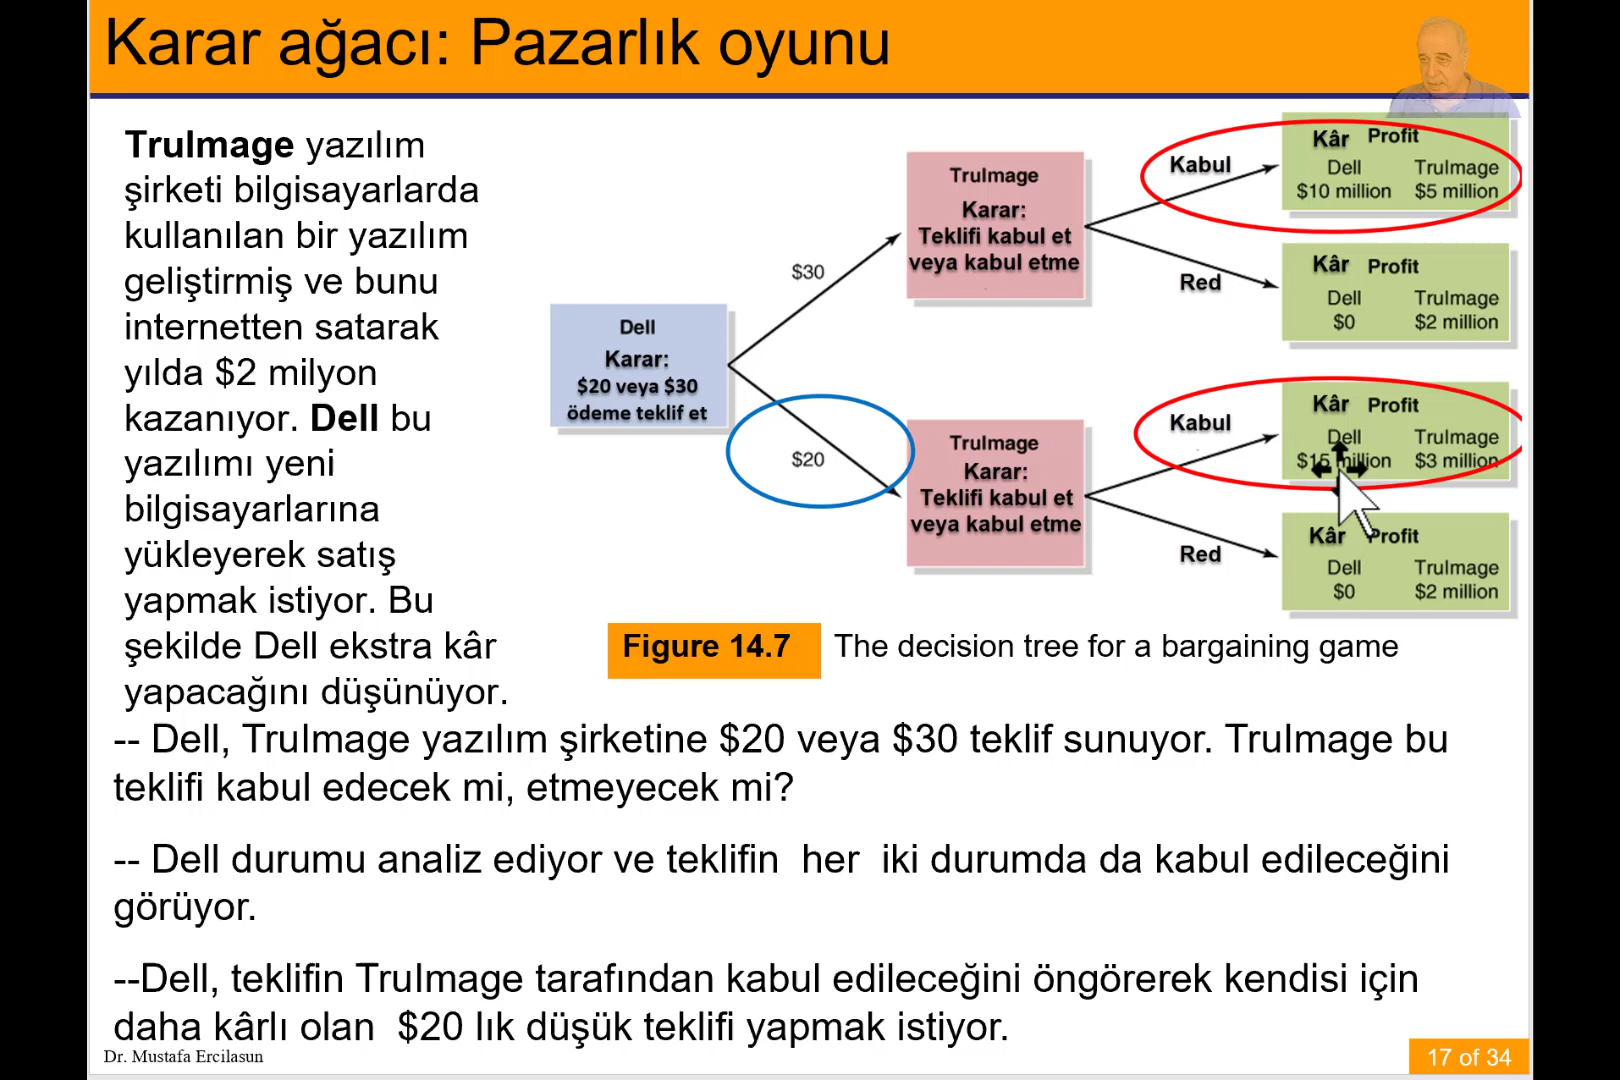 Karar ağacı: Pazarlık oyunu
TruImage yazılım
şirketi bilgisayarlarda
kullanılan bir yazılım
geliştirmiş ve bunu
internetten satarak
yılda $2 milyon
kazanıyor. Dell bu
yazılımı yeni
bilgisayarlarına
yükleyerek satış
yapmak istiyor. Bu
şekilde Dell ekstra kâr
yapacağını düşünüyor.
Dell
Karar:
$20 veya $30
ödeme teklif et
$30
$20
TruImage
Karar:
Teklifi kabul et
veya kabul etme
Kabul
Red
Kâr Profit
Dell TruImage
$10 million $5 million
Kâr Profit
Dell TruImage
$0 $2 million
TruImage
Karar:
Teklifi kabul et
veya kabul etme
Kabul
Red
Kâr Profit
Dell TruImage
$15 million $3 million
Kâr Profit
Dell TruImage
$0 $2 million
Figure 14.7 The decision tree for a bargaining game
-- Dell, TruImage yazılım şirketine $20 veya $30 teklif sunuyor. TruImage bu
teklifi kabul edecek mi, etmeyecek mi?
-- Dell durumu analiz ediyor ve teklifin her iki durumda da kabul edileceğini
görüyor.
--Dell, teklifin TruImage tarafından kabul edileceğini öngörerek kendisi için
daha kârlı olan $20 lık düşük teklifi yapmak istiyor.
Dr. Mustafa Ercilasun
17 of 34